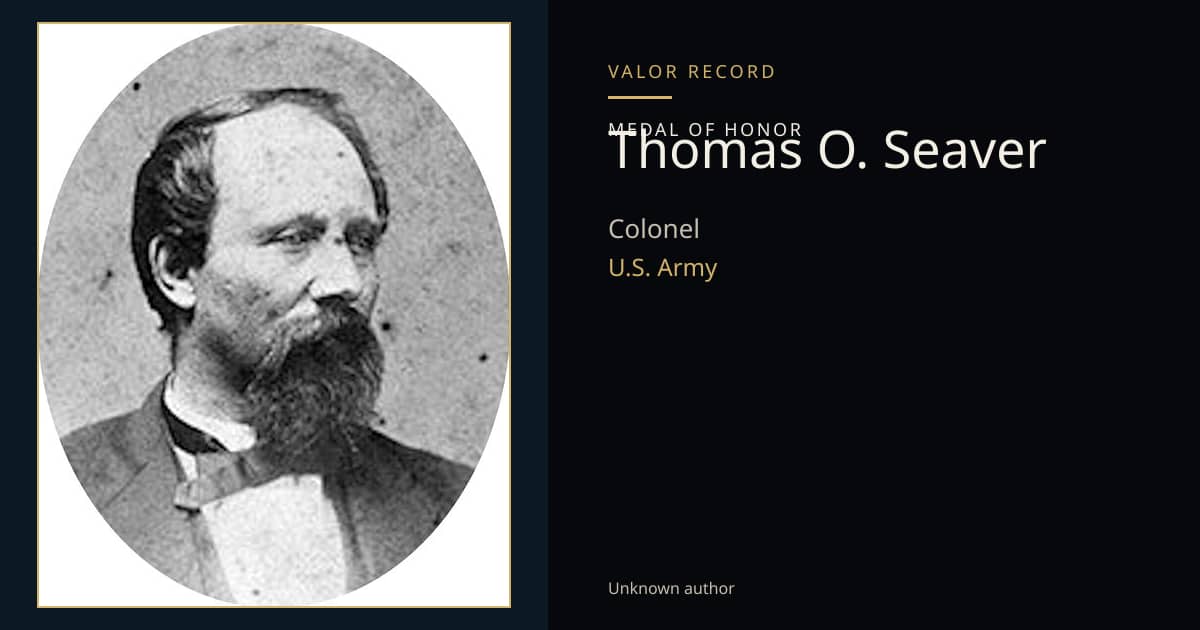 VALOR RECORD
MEDAL OF HONOR
Thomas O. Seaver
Colonel
U.S. Army
Unknown author